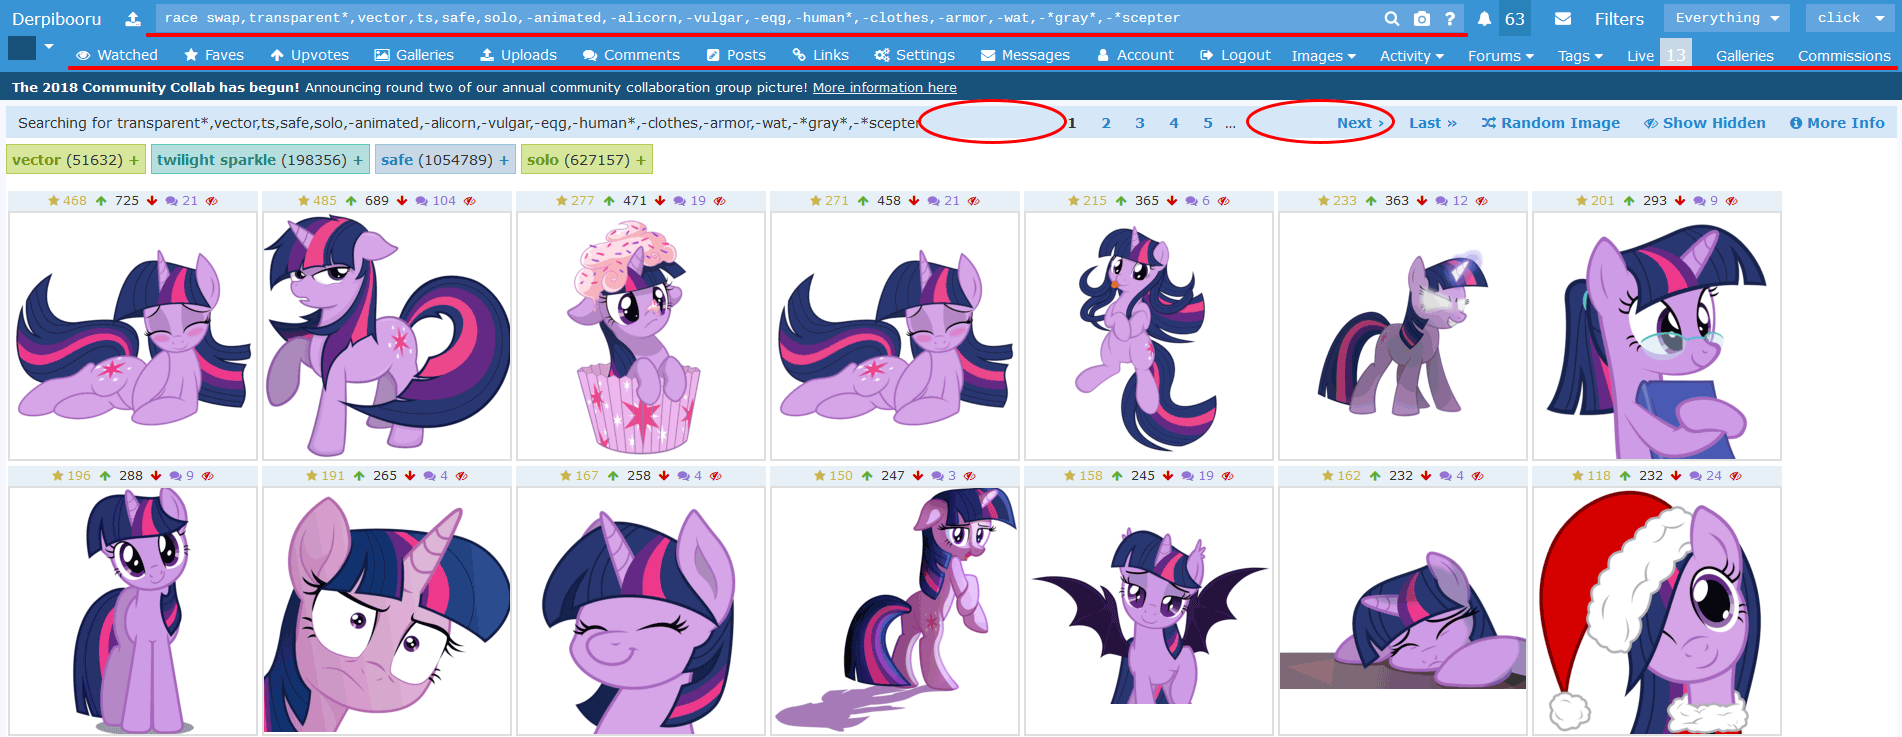 Derpibooru race swap,transparent*,vector,ts,safe,solo,-animated,-alicorn,-vulgar,-eqg,-human*,-clothes,-armor,-wat,-*gray*,-*scepter ? 63 Filters Everything click
Watched Faves Upvotes Galleries Uploads Comments Posts Links Settings Messages Account Logout Images Activity Forums Tags Live 13 Galleries Commissions
The 2018 Community Collab has begun! Announcing round two of our annual community collaboration group picture! More information here
Searching for transparent*,vector,ts,safe,solo,-animated,-alicorn,-vulgar,-eqg,-human*,-clothes,-armor,-wat,-*gray*,-*scepter 1 2 3 4 5 ... Next › Last » Random Image Show Hidden More Info
vector (51632) + twilight sparkle (198356) + safe (1054789) + solo (627157) +
468 725 21 485 689 104 277 471 19 271 458 21 215 365 6 233 363 12 201 293 9
196 288 9 191 265 4 167 258 4 150 247 3 158 245 19 162 232 4 118 232 24